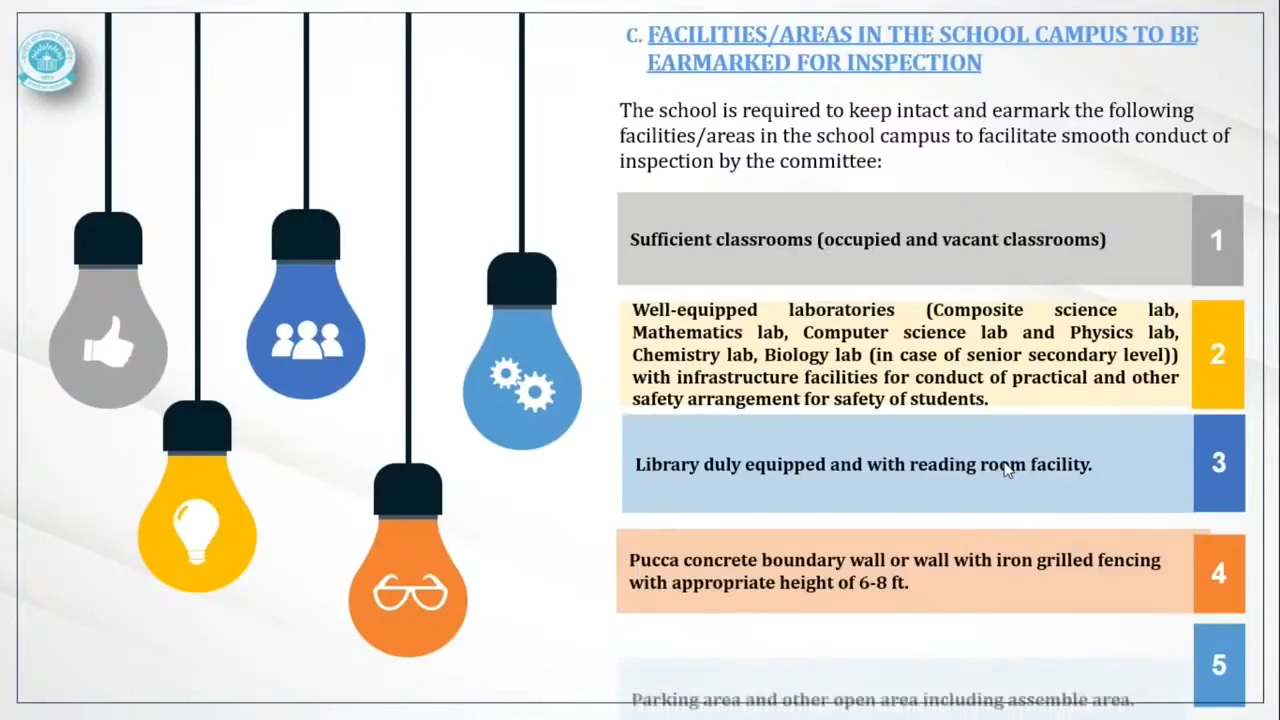 C. FACILITIES/AREAS IN THE SCHOOL CAMPUS TO BE
EARMARKED FOR INSPECTION
The school is required to keep intact and earmark the following
facilities/areas in the school campus to facilitate smooth conduct of
inspection by the committee:
Sufficient classrooms (occupied and vacant classrooms)
1
Well-equipped laboratories (Composite science lab,
Mathematics lab, Computer science lab and Physics lab,
Chemistry lab, Biology lab (in case of senior secondary level))
with infrastructure facilities for conduct of practical and other
safety arrangement for safety of students.
2
Library duly equipped and with reading room facility.
3
Pucca concrete boundary wall or wall with iron grilled fencing
with appropriate height of 6-8 ft.
4
Parking area and other open area including assemble area.
5